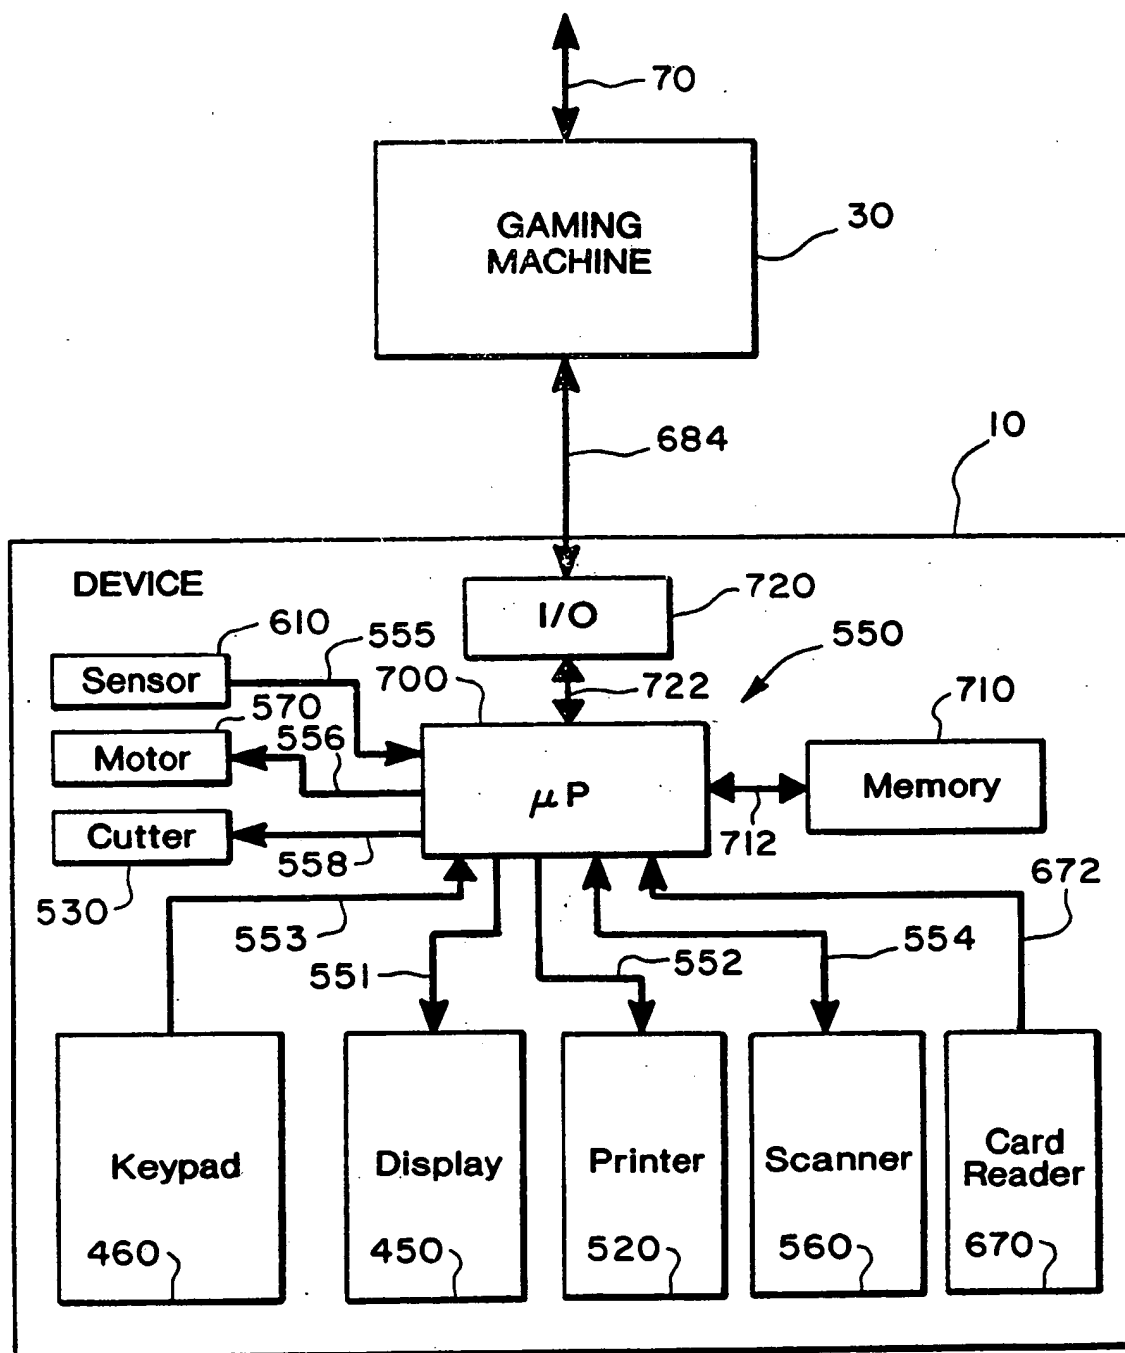 70
GAMING
MACHINE
30
684
10
DEVICE
I/O
720
610
555
Sensor
700
722
550
570
556
710
Motor
μP
Memory
Cutter
558
712
530
553
551
552
554
672
Keypad
Display
Printer
Scanner
Card
Reader
460
450
520
560
670